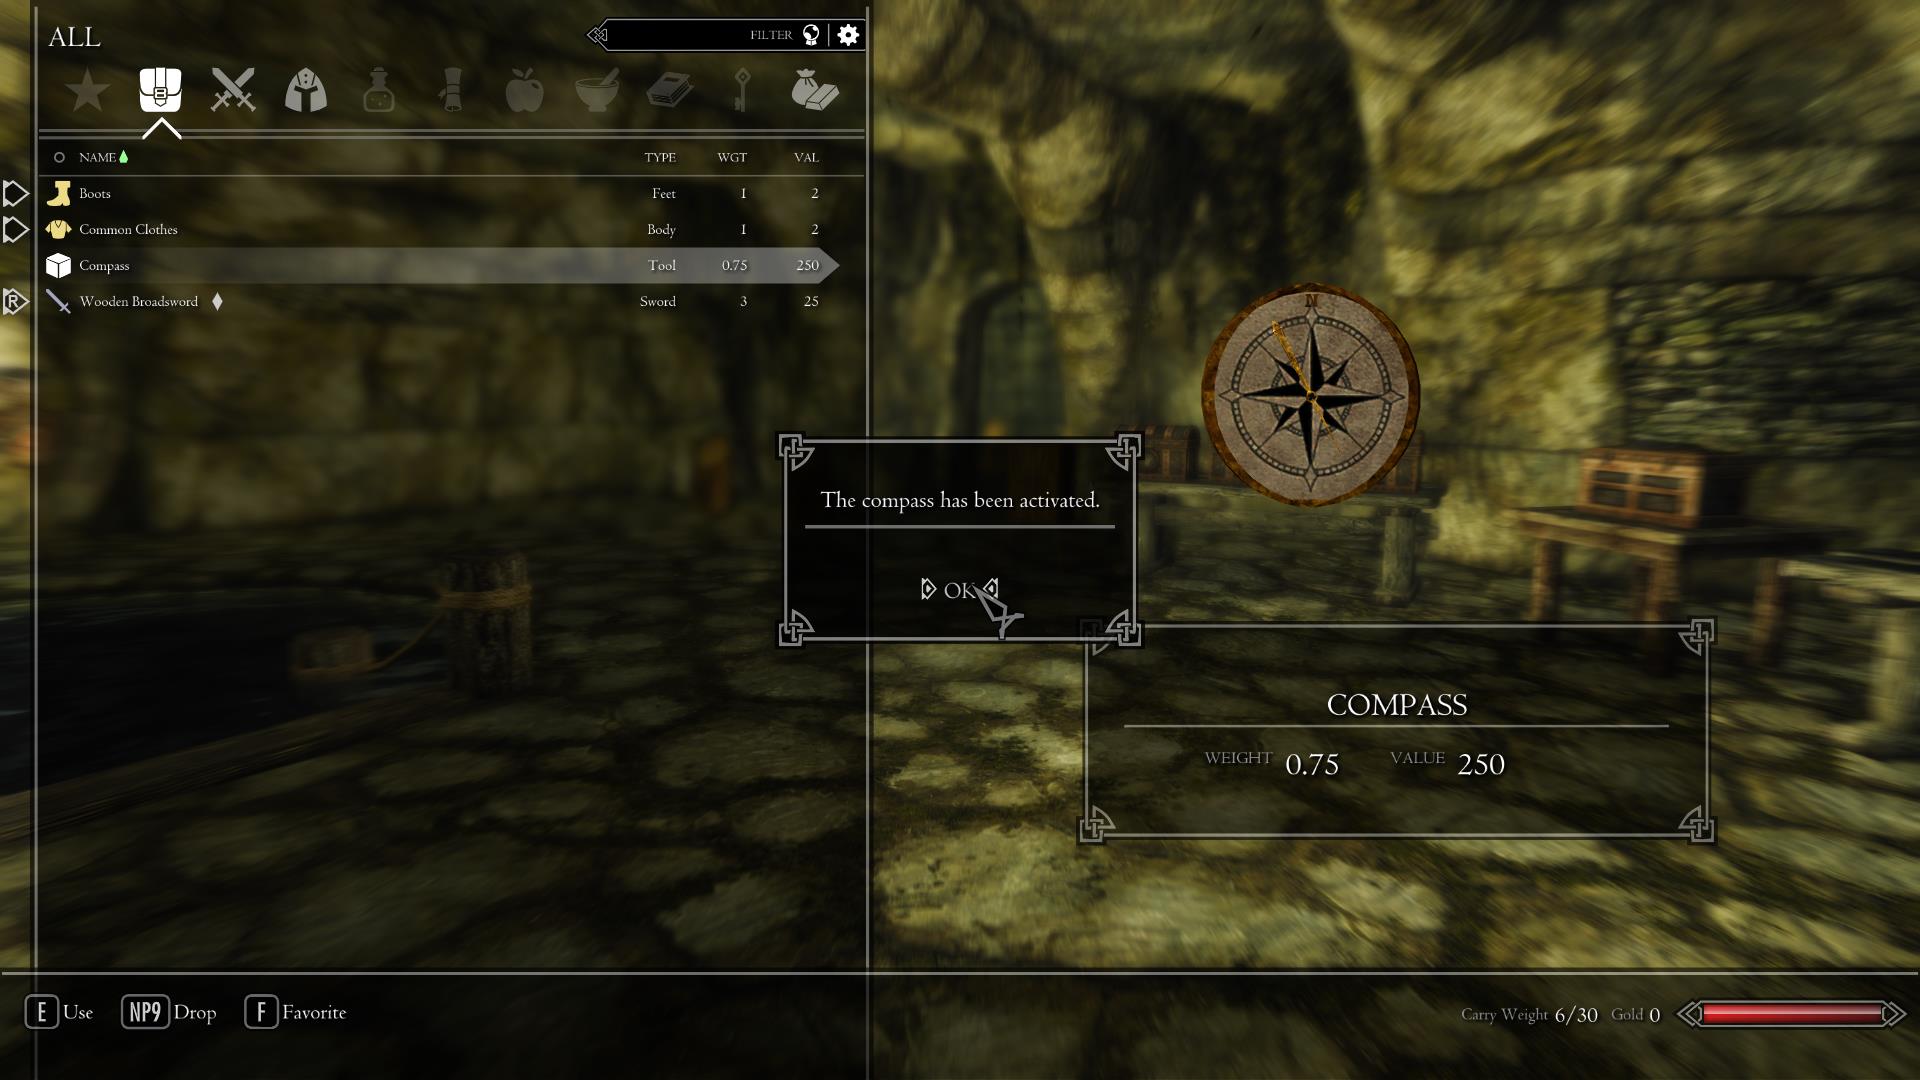 ALL
FILTER
NAME TYPE WGT VAL
Boots Feet 1 2
Common Clothes Body 1 2
Compass Tool 0.75 250
R Wooden Broadsword Sword 3 25
N
The compass has been activated.
OK
COMPASS
WEIGHT 0.75 VALUE 250
E Use NP9 Drop F Favorite
Carry Weight 6/30 Gold 0